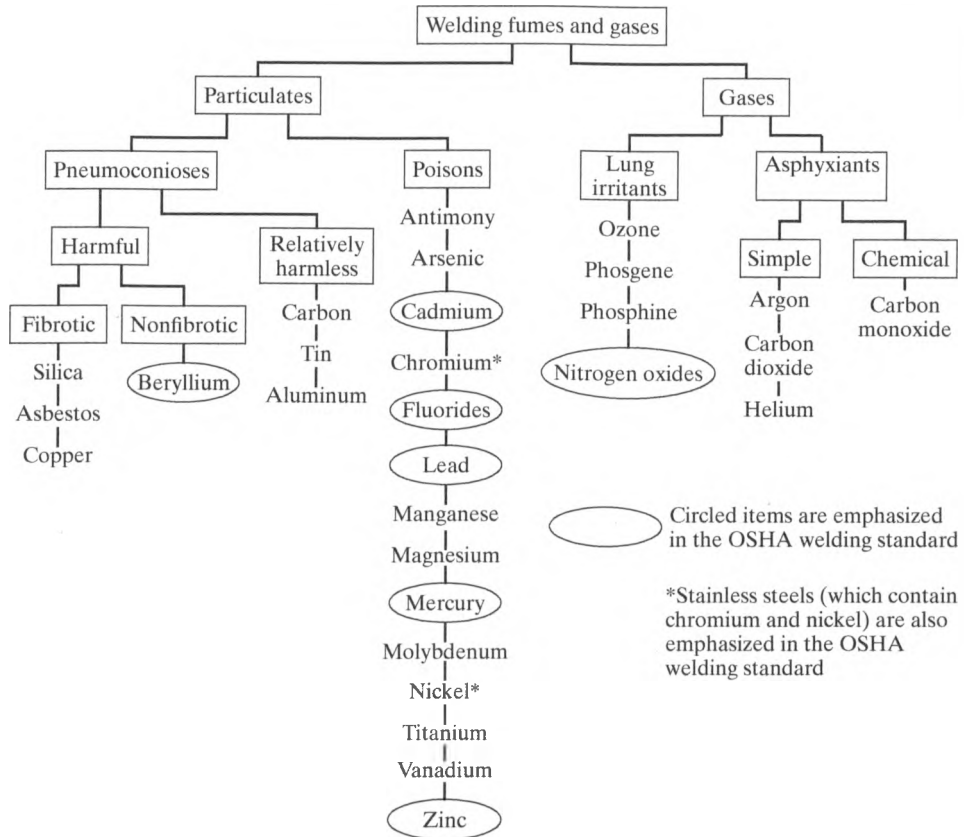 Welding fumes and gases
Particulates
Gases
Pneumoconioses
Poisons
Lung
irritants
Asphyxiants
Harmful
Relatively
harmless
Simple
Chemical
Fibrotic
Nonfibrotic
Silica
Asbestos
Copper
Beryllium
Carbon
Tin
Aluminum
Antimony
Arsenic
Cadmium
Chromium*
Fluorides
Lead
Manganese
Magnesium
Mercury
Molybdenum
Nickel*
Titanium
Vanadium
Zinc
Ozone
Phosgene
Phosphine
Nitrogen oxides
Argon
Carbon
dioxide
Helium
Carbon
monoxide
Circled items are emphasized
in the OSHA welding standard
*Stainless steels (which contain
chromium and nickel) are also
emphasized in the OSHA
welding standard